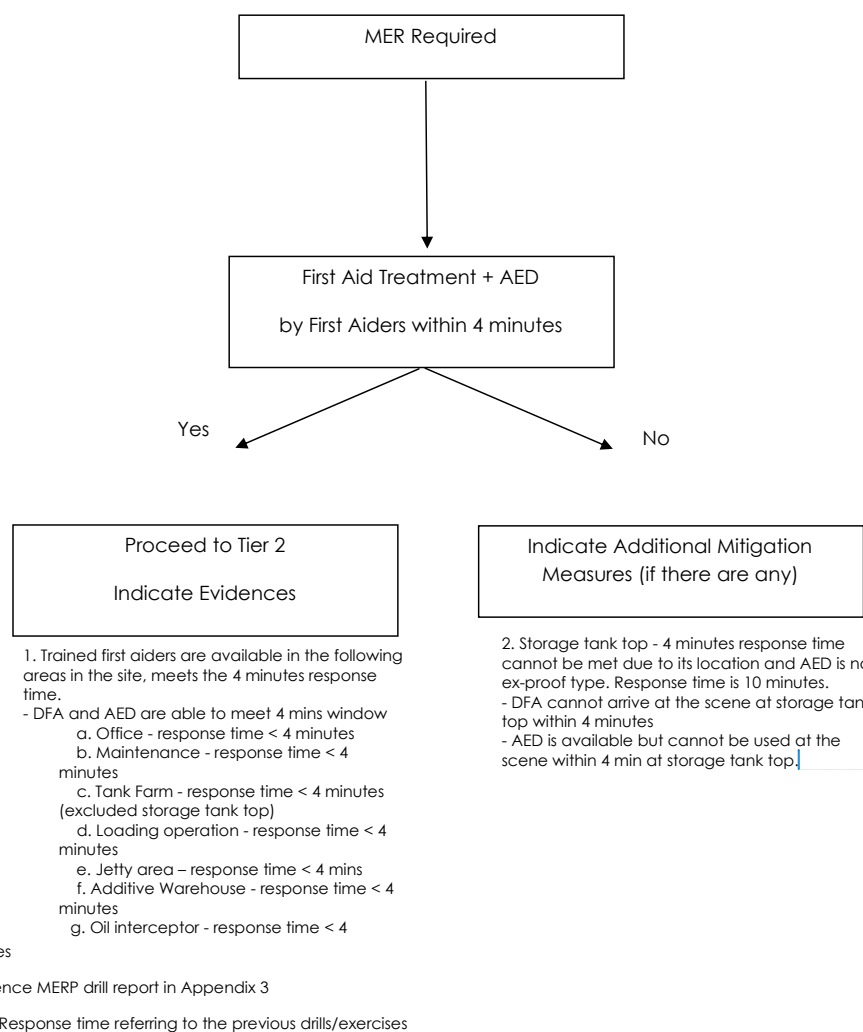 MER Required
First Aid Treatment + AED
by First Aiders within 4 minutes
Yes
No
Proceed to Tier 2
Indicate Evidences
1. Trained first aiders are available in the following
areas in the site, meets the 4 minutes response
time.
- DFA and AED are able to meet 4 mins window
a. Office - response time < 4 minutes
b. Maintenance - response time < 4
minutes
c. Tank Farm - response time < 4 minutes
(excluded storage tank top)
d. Loading operation - response time < 4
minutes
e. Jetty area – response time < 4 mins
f. Additive Warehouse - response time < 4
minutes
g. Oil interceptor - response time < 4
MERP drill report in Appendix 3
Response time referring to the previous drills/exercises
Indicate Additional Mitigation
Measures (if there are any)
2. Storage tank top - 4 minutes response time
cannot be met due to its location and AED is
ex-proof type. Response time is 10 minutes.
- DFA cannot arrive at the scene at storage
top within 4 minutes
- AED is available but cannot be used at the
scene within 4 min at storage tank top.